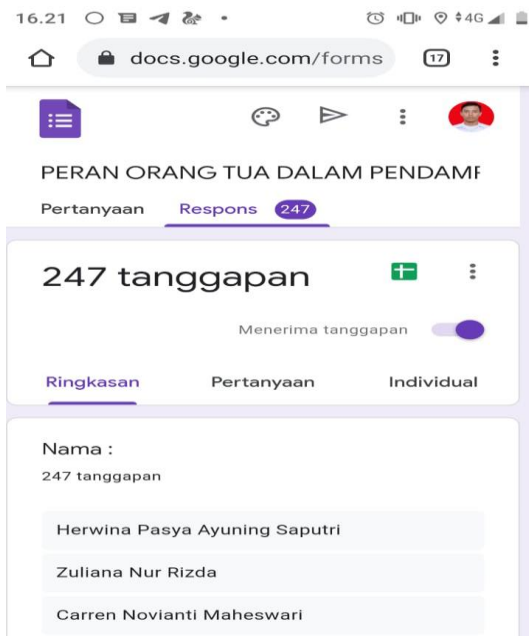 16.21 4G
docs.google.com/forms 17
PERAN ORANG TUA DALAM PENDAMP
Pertanyaan Respons 247
247 tanggapan
Menerima tanggapan
Ringkasan Pertanyaan Individual
Nama :
247 tanggapan
Herwina Pasya Ayuning Saputri
Zuliana Nur Rizda
Carren Novianti Maheswari